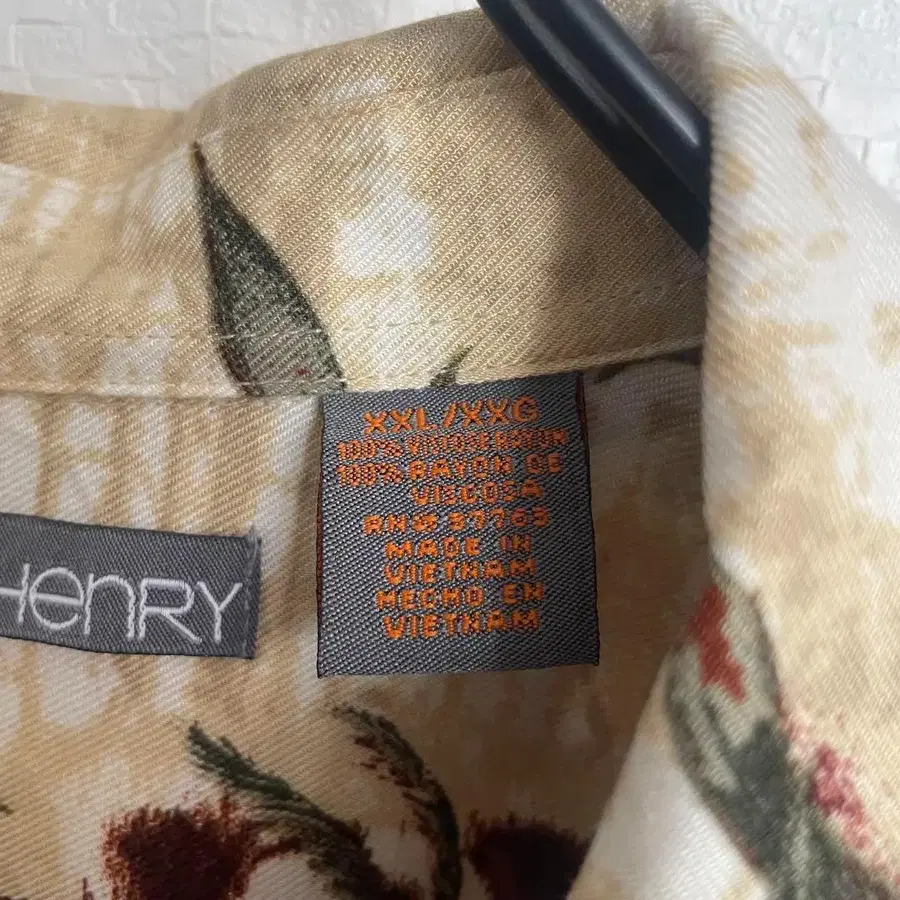 HENRY
XXL/XXG
100% VISCOSE RAYON
100% RAYON DE
VISCOSA
RN# 37763
MADE IN
VIETNAM
HECHO EN
VIETNAM